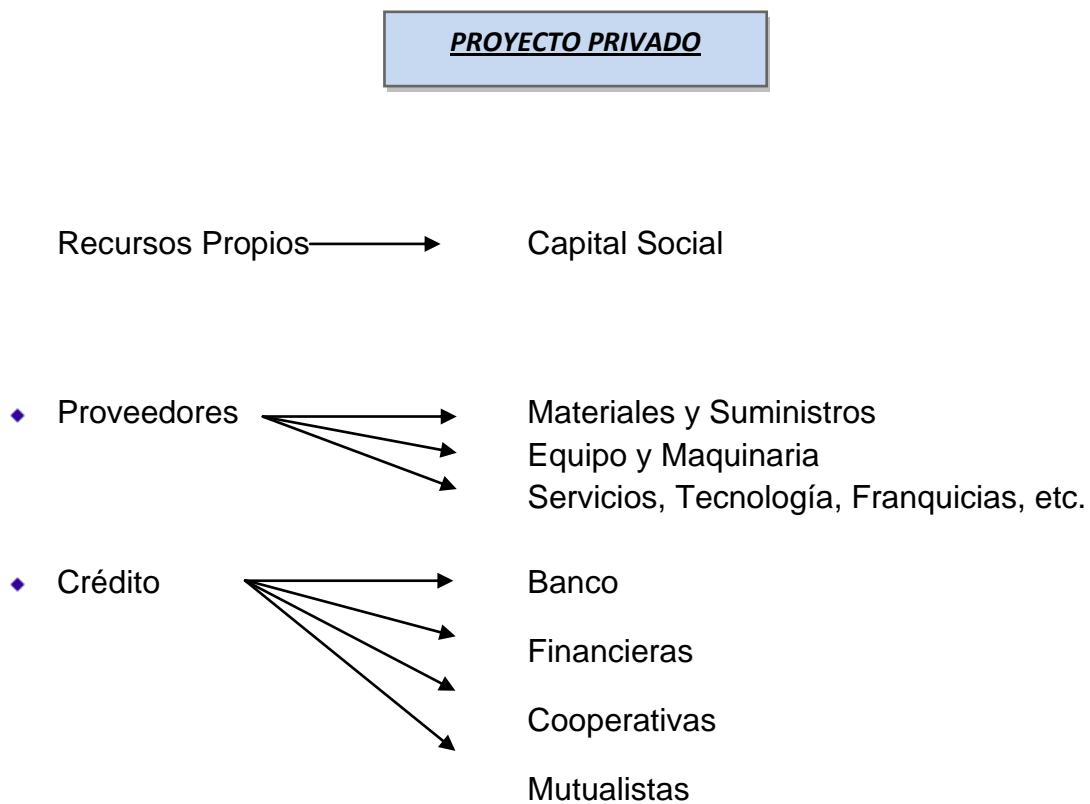 PROYECTO PRIVADO
Recursos Propios Capital Social
Proveedores Materiales y Suministros
Equipo y Maquinaria
Servicios, Tecnología, Franquicias, etc.
Crédito Banco
Financieras
Cooperativas
Mutualistas